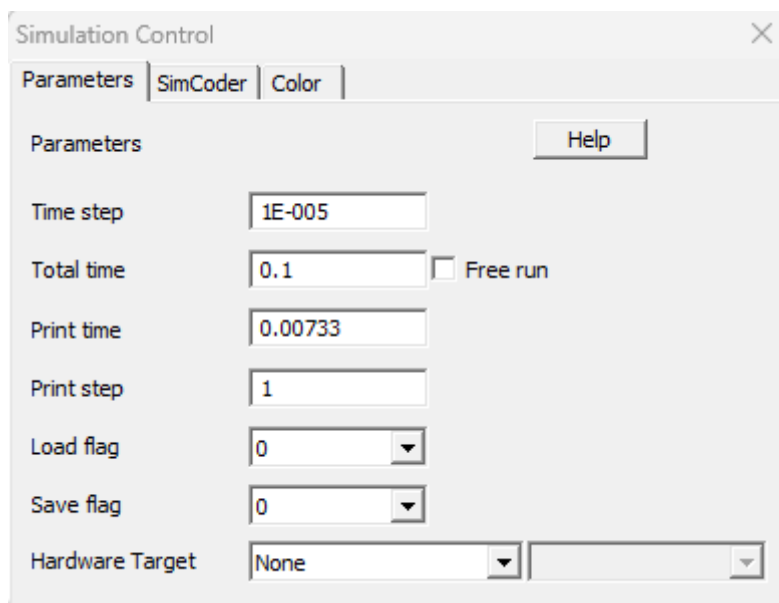 Simulation Control
Parameters SimCoder Color
Parameters Help
Time step 1E-005
Total time 0.1 Free run
Print time 0.00733
Print step 1
Load flag 0
Save flag 0
Hardware Target None